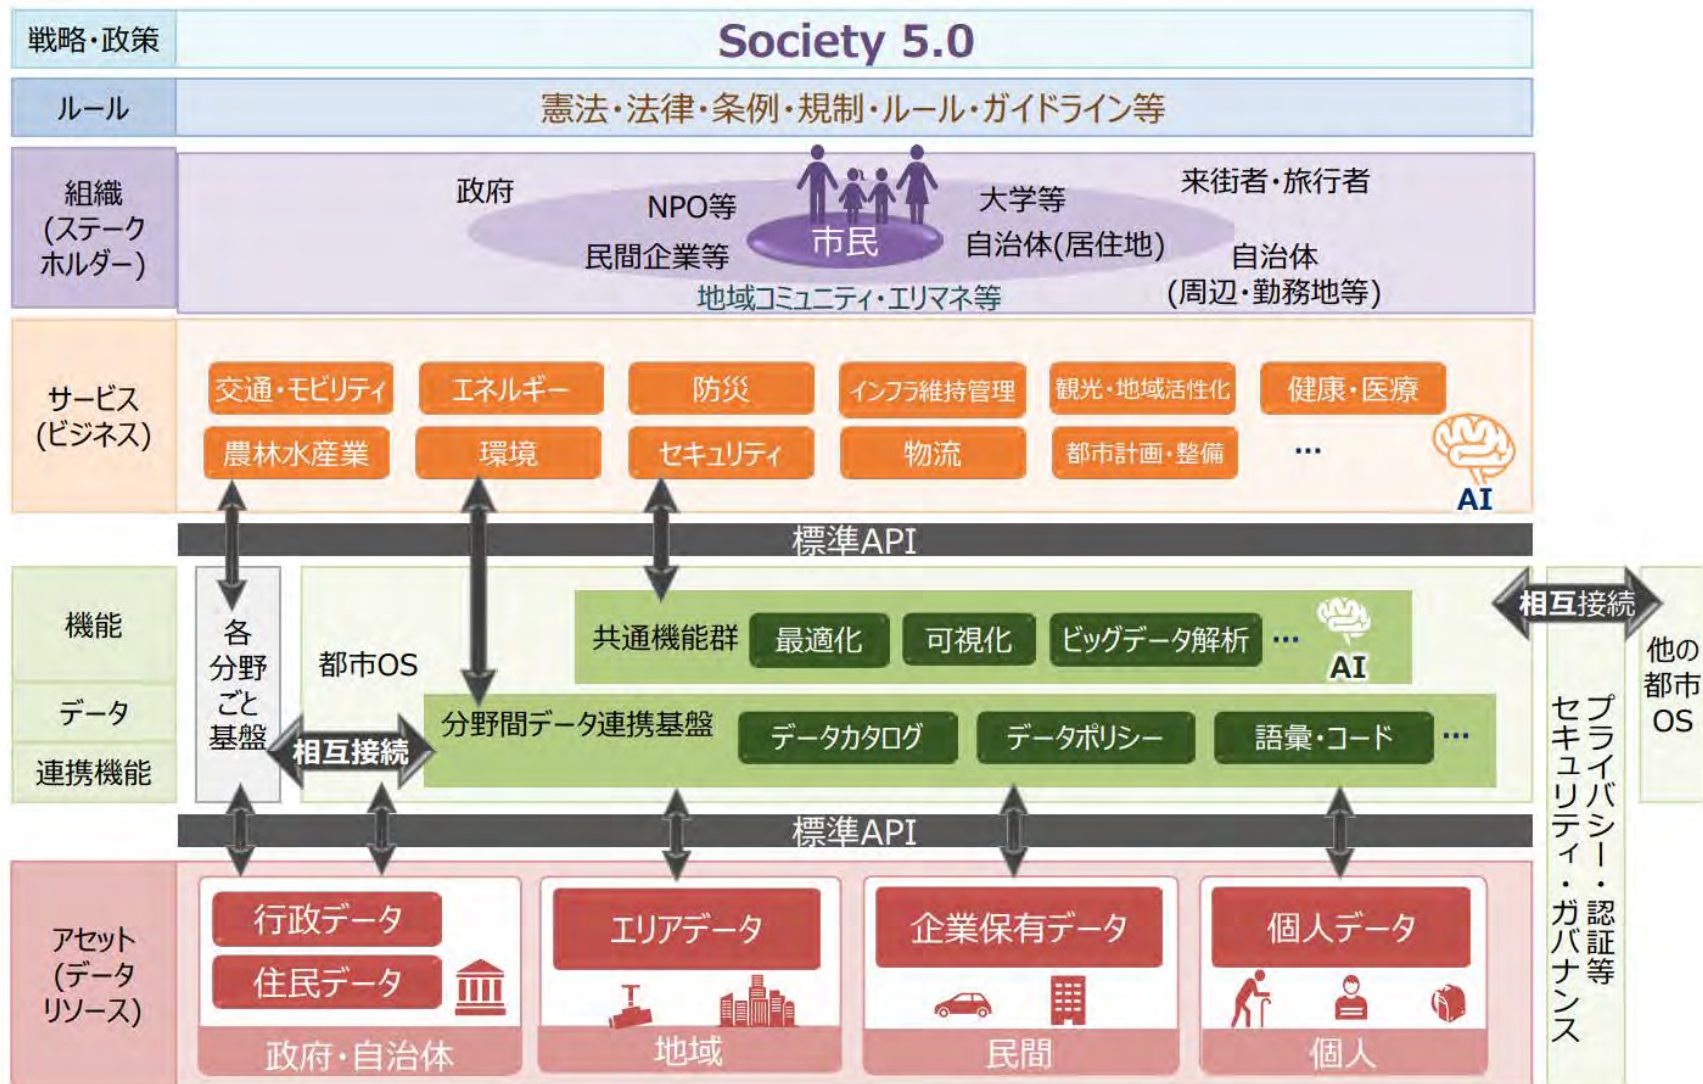 戦略・政策
Society 5.0
ルール
憲法・法律・条例・規制・ルール・ガイドライン等
組織
(ステーク
ホルダー)
政府
NPO等
民間企業等
市民
大学等
自治体(居住地)
来街者・旅行者
自治体
(周辺・勤務地等)
地域コミュニティ・エリマネ等
サービス
(ビジネス)
交通・モビリティ
エネルギー
防災
インフラ維持管理
観光・地域活性化
健康・医療
農林水産業
環境
セキュリティ
物流
都市計画・整備
…
AI
標準API
機能
データ
連携機能
各
分野
ごと
基盤
都市OS
共通機能群
最適化
可視化
ビッグデータ解析
…
AI
相互接続
分野間データ連携基盤
データカタログ
データポリシー
語彙・コード
…
相互接続
他の
都市
OS
プライバシー・認証等
セキュリティ・ガバナンス
標準API
アセット
(データ
リソース)
行政データ
住民データ
政府・自治体
エリアデータ
地域
企業保有データ
民間
個人データ
個人